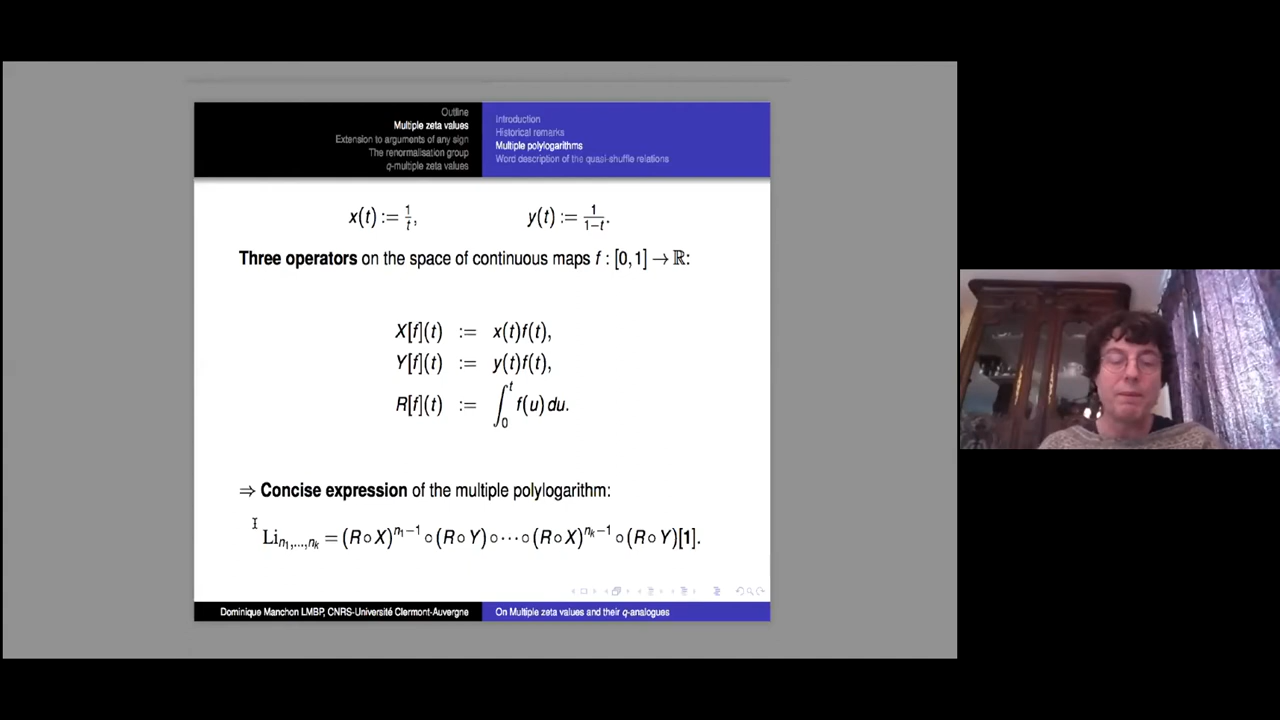 Outline
Multiple zeta values
Extension to arguments of any sign
The renormalisation group
q-multiple zeta values
Introduction
Historical remarks
Multiple polylogarithms
Word description of the quasi-shuffle relations
x(t) := 1/t, y(t) := 1/(1−t).
Three operators on the space of continuous maps f : [0,1] → ℝ:
X[f](t) := x(t)f(t),
Y[f](t) := y(t)f(t),
R[f](t) := ∫₀ᵗ f(u) du.
⇒ Concise expression of the multiple polylogarithm:
Li_{n₁,...,n_k} = (R∘X)^{n₁−1} ∘ (R∘Y) ∘ ⋯ ∘ (R∘X)^{n_k−1} ∘ (R∘Y)[1].
Dominique Manchon LMBP, CNRS-Université Clermont-Auvergne On Multiple zeta values and their q-analogues